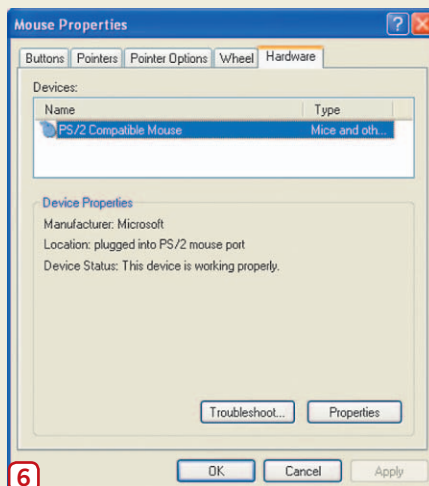 Mouse Properties
Buttons Pointers Pointer Options Wheel Hardware
Devices:
Name Type
PS/2 Compatible Mouse Mice and oth...
Device Properties
Manufacturer: Microsoft
Location: plugged into PS/2 mouse port
Device Status: This device is working properly.
Troubleshoot... Properties
OK Cancel Apply
6